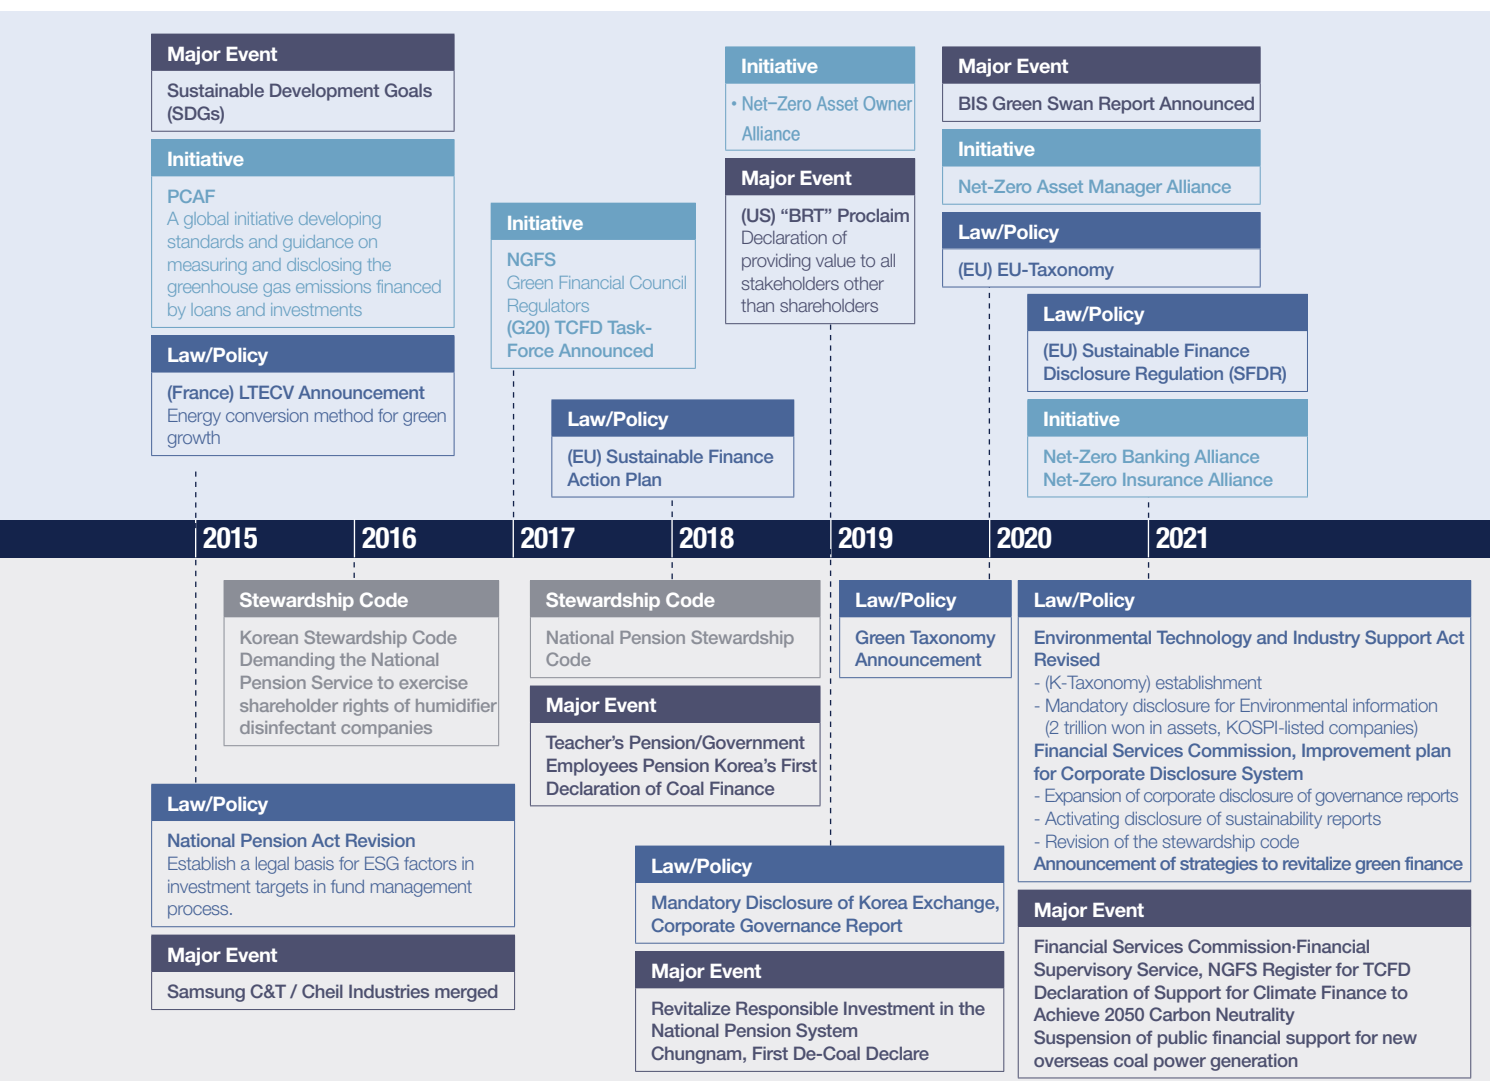 Major Event
Sustainable Development Goals
(SDGs)
Initiative
PCAF
A global initiative developing
standards and guidance on
measuring and disclosing the
greenhouse gas emissions financed
by loans and investments
Law/Policy
(France) LTECV Announcement
Energy conversion method for green
growth
Initiative
NGFS
Green Financial Council
Regulators
(G20) TCFD Task-
Force Announced
Law/Policy
(EU) Sustainable Finance
Action Plan
Initiative
• Net-Zero Asset Owner
Alliance
Major Event
(US) “BRT” Proclaim
Declaration of
providing value to all
stakeholders other
than shareholders
Major Event
BIS Green Swan Report Announced
Initiative
Net-Zero Asset Manager Alliance
Law/Policy
(EU) EU-Taxonomy
Law/Policy
(EU) Sustainable Finance
Disclosure Regulation (SFDR)
Initiative
Net-Zero Banking Alliance
Net-Zero Insurance Alliance
2015
2016
2017
2018
2019
2020
2021
Stewardship Code
Korean Stewardship Code
Demanding the National
Pension Service to exercise
shareholder rights of humidifier
disinfectant companies
Law/Policy
National Pension Act Revision
Establish a legal basis for ESG factors in
investment targets in fund management
process.
Major Event
Samsung C&T / Cheil Industries merged
Stewardship Code
National Pension Stewardship
Code
Major Event
Teacher’s Pension/Government
Employees Pension Korea’s First
Declaration of Coal Finance
Law/Policy
Mandatory Disclosure of Korea Exchange,
Corporate Governance Report
Major Event
Revitalize Responsible Investment in the
National Pension System
Chungnam, First De-Coal Declare
Law/Policy
Green Taxonomy
Announcement
Law/Policy
Environmental Technology and Industry Support Act
Revised
- (K-Taxonomy) establishment
- Mandatory disclosure for Environmental information
(2 trillion won in assets, KOSPI-listed companies)
Financial Services Commission, Improvement plan
for Corporate Disclosure System
- Expansion of corporate disclosure of governance reports
- Activating disclosure of sustainability reports
- Revision of the stewardship code
Announcement of strategies to revitalize green finance
Major Event
Financial Services Commission·Financial
Supervisory Service, NGFS Register for TCFD
Declaration of Support for Climate Finance to
Achieve 2050 Carbon Neutrality
Suspension of public financial support for new
overseas coal power generation